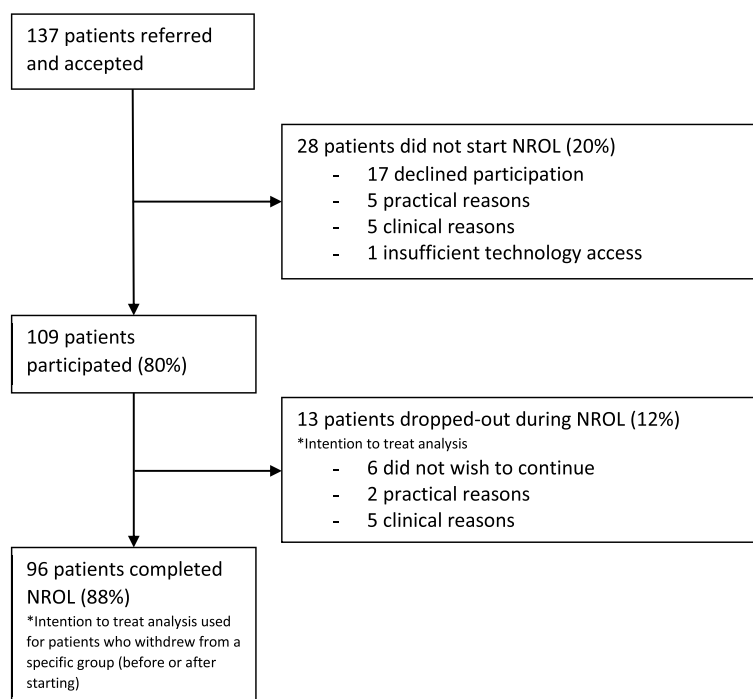 137 patients referred
and accepted
28 patients did not start NROL (20%)
- 17 declined participation
- 5 practical reasons
- 5 clinical reasons
- 1 insufficient technology access
109 patients
participated (80%)
13 patients dropped-out during NROL (12%)
*Intention to treat analysis
- 6 did not wish to continue
- 2 practical reasons
- 5 clinical reasons
96 patients completed
NROL (88%)
*Intention to treat analysis used
for patients who withdrew from a
specific group (before or after
starting)